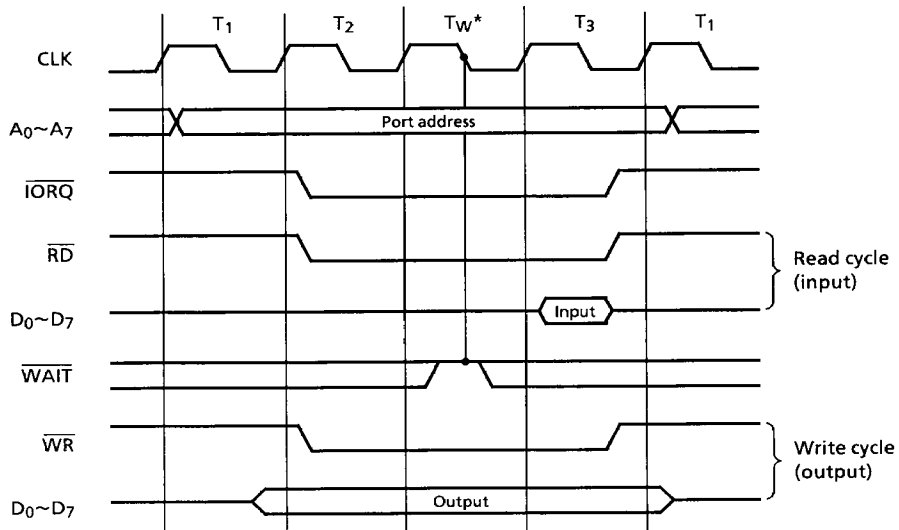 T1 T2 TW* T3 T1
CLK
A0~A7 Port address
IORQ
RD
Read cycle
(input)
D0~D7 Input
WAIT
WR
Write cycle
(output)
D0~D7 Output